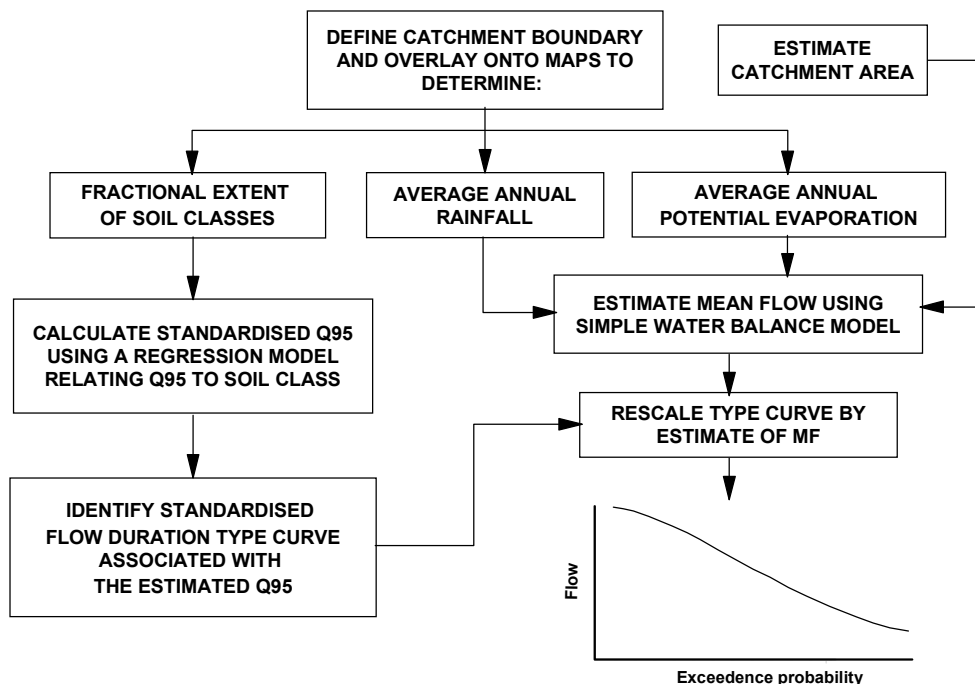 DEFINE CATCHMENT BOUNDARY
AND OVERLAY ONTO MAPS TO
DETERMINE:
ESTIMATE
CATCHMENT AREA
FRACTIONAL EXTENT
OF SOIL CLASSES
AVERAGE ANNUAL
RAINFALL
AVERAGE ANNUAL
POTENTIAL EVAPORATION
CALCULATE STANDARDISED Q95
USING A REGRESSION MODEL
RELATING Q95 TO SOIL CLASS
ESTIMATE MEAN FLOW USING
SIMPLE WATER BALANCE MODEL
RESCALE TYPE CURVE BY
ESTIMATE OF MF
IDENTIFY STANDARDISED
FLOW DURATION TYPE CURVE
ASSOCIATED WITH
THE ESTIMATED Q95
Flow
Exceedence probability